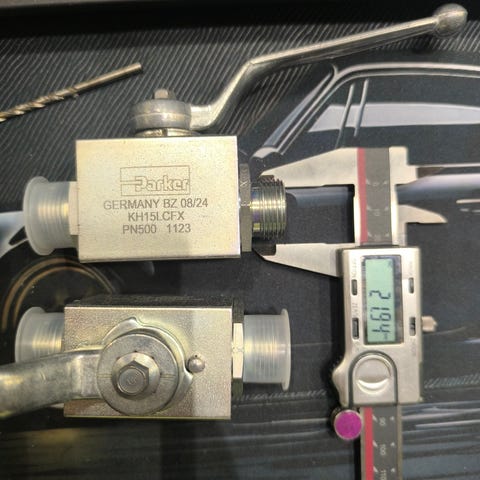 Parker
GERMANY BZ 08/24
KH15LCFX
PN500 1123
21.94